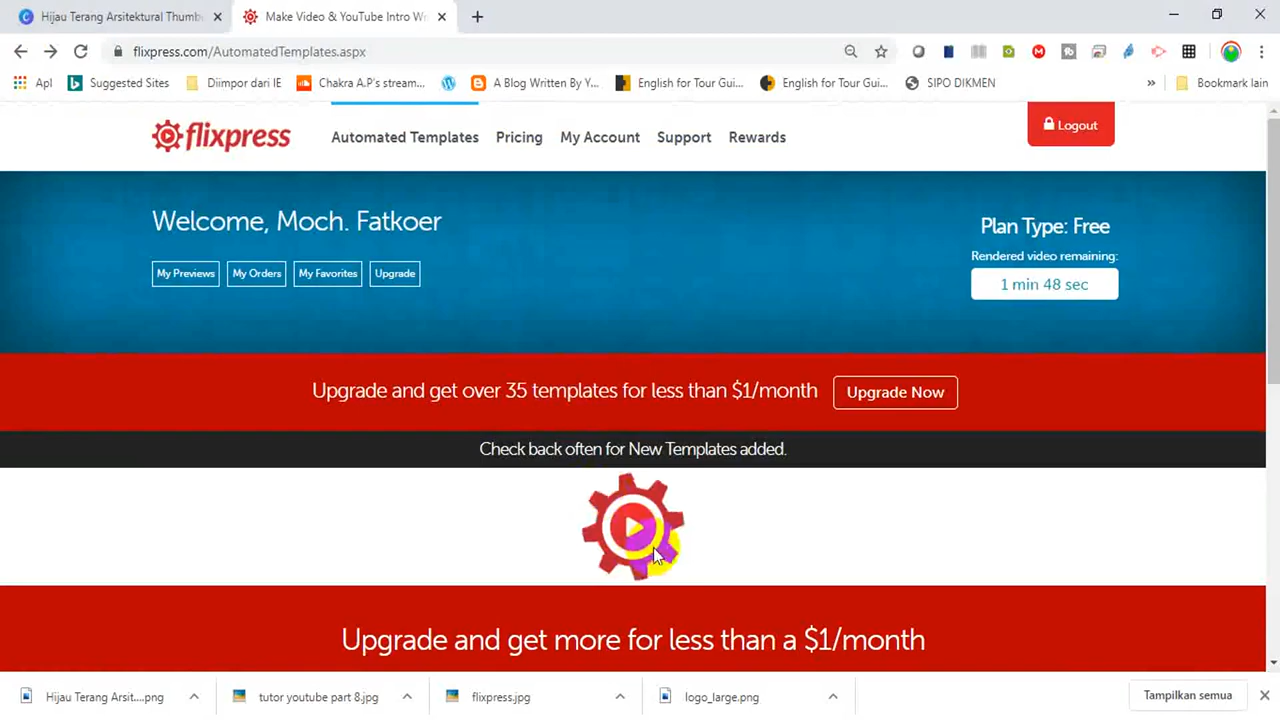 Hijau Terang Arsitektural Thumb
Make Video & YouTube Intro W
flixpress.com/AutomatedTemplates.aspx
Apl
Suggested Sites
Diimpor dari IE
Chakra A.P's stream...
A Blog Written By Y...
English for Tour Gui...
English for Tour Gui...
SIPO DIKMEN
»
Bookmark lain
flixpress
Automated Templates
Pricing
My Account
Support
Rewards
Logout
Welcome, Moch. Fatkoer
Plan Type: Free
Rendered video remaining:
My Previews
My Orders
My Favorites
Upgrade
1 min 48 sec
Upgrade and get over 35 templates for less than $1/month
Upgrade Now
Check back often for New Templates added.
Upgrade and get more for less than a $1/month
Hijau Terang Arsit....png
tutor youtube part 8.jpg
flixpress.jpg
logo_large.png
Tampilkan semua